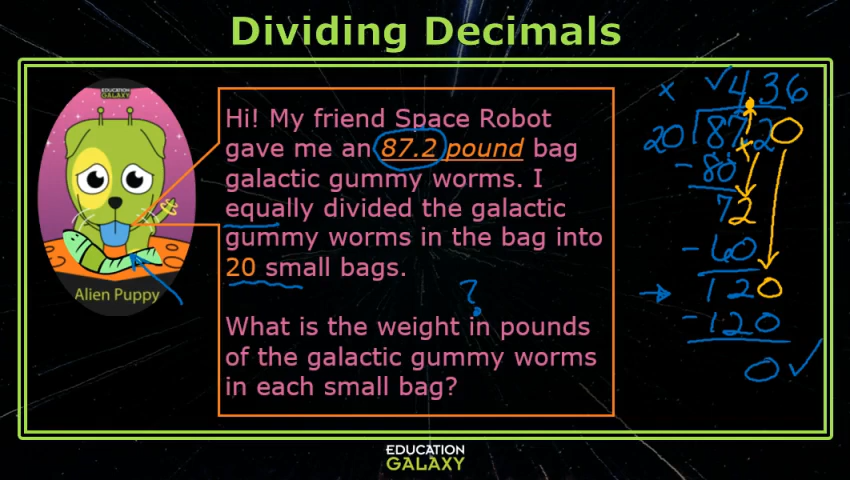 Dividing Decimals
EDUCATION
GALAXY
Alien Puppy
Hi! My friend Space Robot
gave me an 87.2 pound bag
galactic gummy worms. I
equally divided the galactic
gummy worms in the bag into
20 small bags.
?
What is the weight in pounds
of the galactic gummy worms
in each small bag?
× √4.36
20)87.20
-80
72
-60
120
-120
0✓
EDUCATION
GALAXY